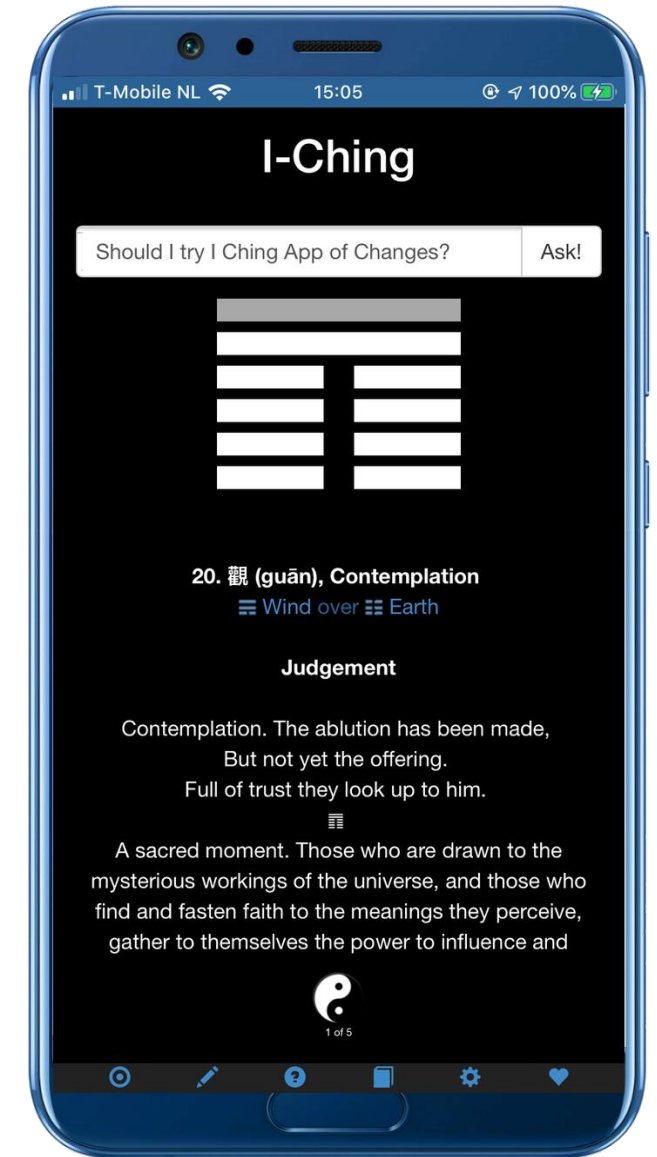 T-Mobile NL 15:05 100%
I-Ching
Should I try I Ching App of Changes? Ask!
20. 觀 (guān), Contemplation
☴ Wind over ☷ Earth
Judgement
Contemplation. The ablution has been made,
But not yet the offering.
Full of trust they look up to him.
䷓
A sacred moment. Those who are drawn to the
mysterious workings of the universe, and those who
find and fasten faith to the meanings they perceive,
gather to themselves the power to influence and
1 of 5